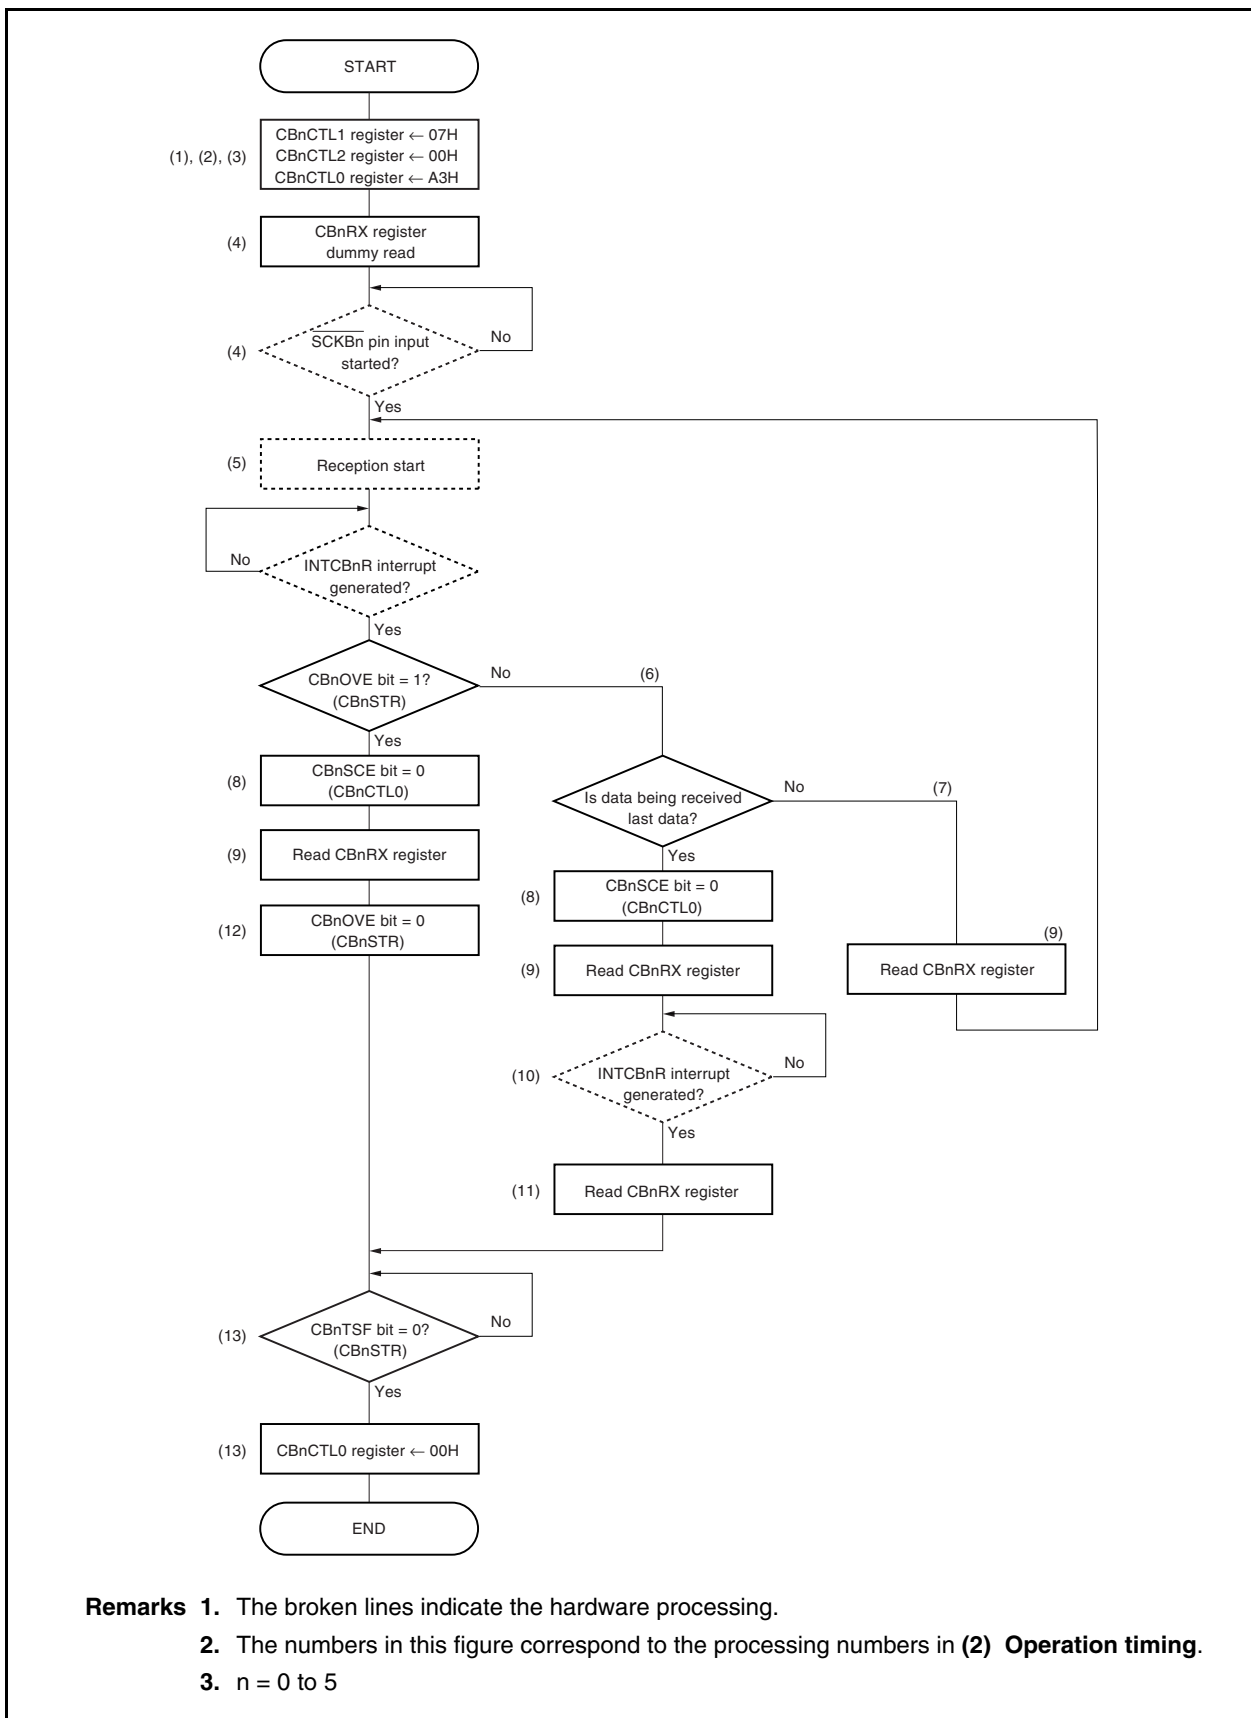 START
CBnCTL1 register ← 07H
(1), (2), (3)
CBnCTL2 register ← 00H
CBnCTL0 register ← A3H
(4)
CBnRX register
dummy read
(4)
SCKBn pin input
started?
No
Yes
(5)
Reception start
No
INTCBnR interrupt
generated?
Yes
CBnOVE bit = 1?
(CBnSTR)
No
(6)
Yes
(8)
CBnSCE bit = 0
(CBnCTL0)
Is data being received
last data?
No
(7)
Yes
(9)
Read CBnRX register
(8)
CBnSCE bit = 0
(CBnCTL0)
(12)
CBnOVE bit = 0
(CBnSTR)
(9)
Read CBnRX register
(9)
Read CBnRX register
(10)
INTCBnR interrupt
generated?
No
Yes
(11)
Read CBnRX register
(13)
CBnTSF bit = 0?
(CBnSTR)
No
Yes
(13)
CBnCTL0 register ← 00H
END
Remarks 1. The broken lines indicate the hardware processing.
2. The numbers in this figure correspond to the processing numbers in (2) Operation timing.
3. n = 0 to 5